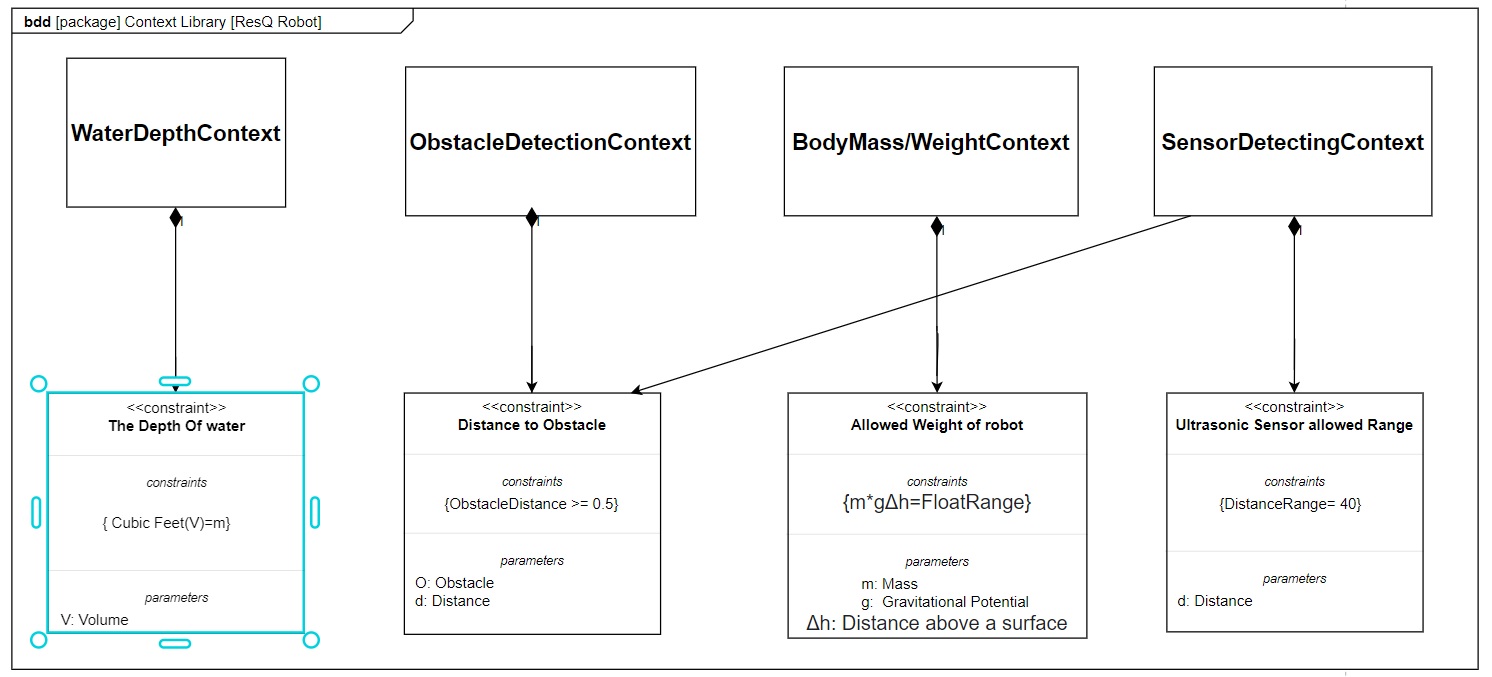 bdd [package] Context Library [ResQ Robot]
WaterDepthContext
ObstacleDetectionContext
BodyMass/WeightContext
SensorDetectingContext
1
1
1
1
<<constraint>>
The Depth Of water
constraints
{ Cubic Feet(V)=m}
parameters
V: Volume
<<constraint>>
Distance to Obstacle
constraints
{ObstacleDistance >= 0.5}
parameters
O: Obstacle
d: Distance
<<constraint>>
Allowed Weight of robot
constraints
{m*gΔh=FloatRange}
parameters
m: Mass
g: Gravitational Potential
Δh: Distance above a surface
<<constraint>>
Ultrasonic Sensor allowed Range
constraints
{DistanceRange= 40}
parameters
d: Distance